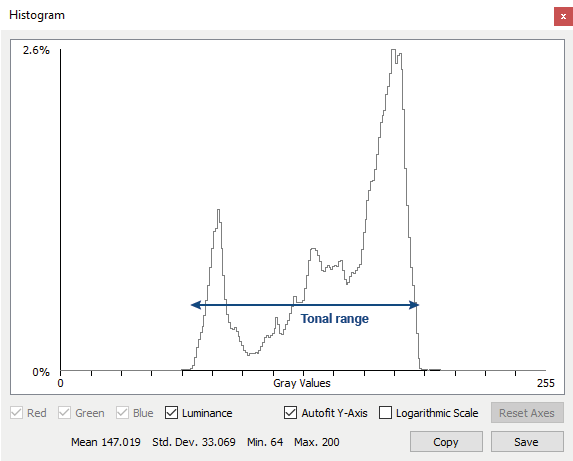 Histogram
x
2.6%
Tonal range
0%
0
Gray Values
255
Red Green Blue Luminance Autofit Y-Axis Logarithmic Scale Reset Axes
Mean 147.019 Std. Dev. 33.069 Min. 64 Max. 200 Copy Save